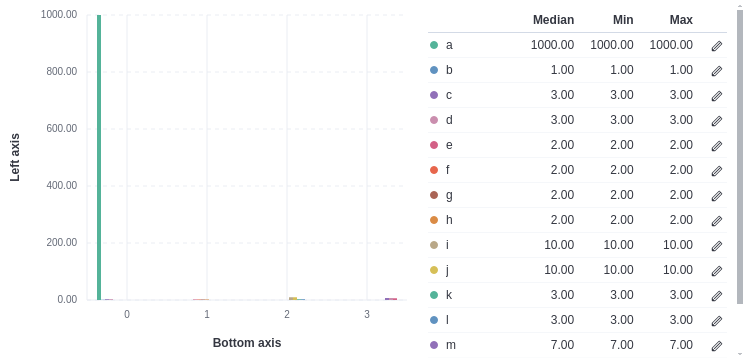 1000.00
800.00
600.00
400.00
200.00
0.00
Left axis
0 1 2 3
Bottom axis
Median Min Max
a 1000.00 1000.00 1000.00
b 1.00 1.00 1.00
c 3.00 3.00 3.00
d 3.00 3.00 3.00
e 2.00 2.00 2.00
f 2.00 2.00 2.00
g 2.00 2.00 2.00
h 2.00 2.00 2.00
i 10.00 10.00 10.00
j 10.00 10.00 10.00
k 3.00 3.00 3.00
l 3.00 3.00 3.00
m 7.00 7.00 7.00